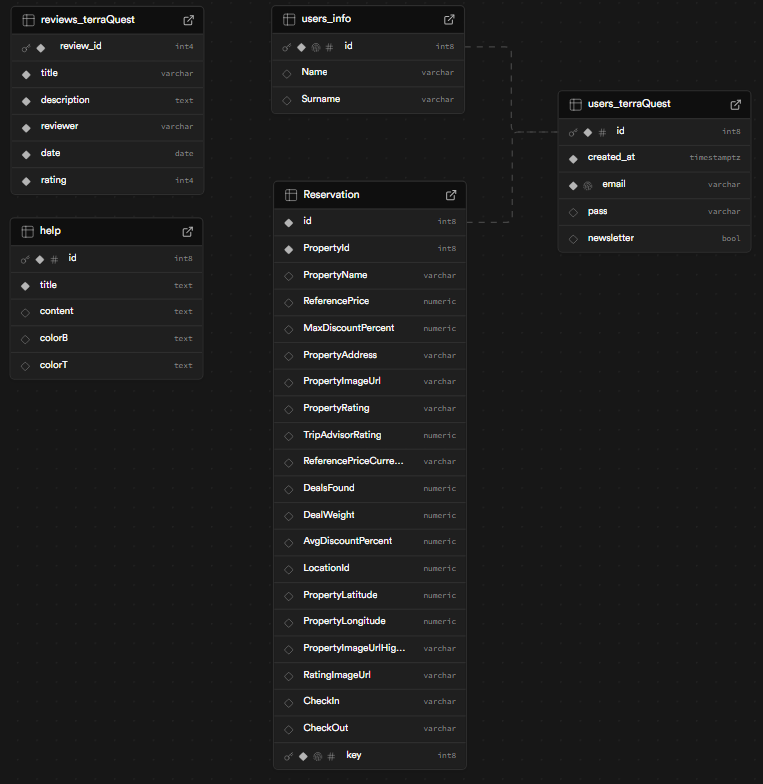 reviews_terraQuest
review_id int4
title varchar
description text
reviewer varchar
date date
rating int4
help
id int8
title text
content text
colorB text
colorT text
users_info
id int8
Name varchar
Surname varchar
Reservation
id int8
PropertyId int8
PropertyName varchar
ReferencePrice numeric
MaxDiscountPercent numeric
PropertyAddress varchar
PropertyImageUrl varchar
PropertyRating varchar
TripAdvisorRating numeric
ReferencePriceCurre... varchar
DealsFound numeric
DealWeight numeric
AvgDiscountPercent numeric
LocationId numeric
PropertyLatitude numeric
PropertyLongitude numeric
PropertyImageUrlHig... varchar
RatingImageUrl varchar
CheckIn varchar
CheckOut varchar
key int8
users_terraQuest
id int8
created_at timestamptz
email varchar
pass varchar
newsletter bool